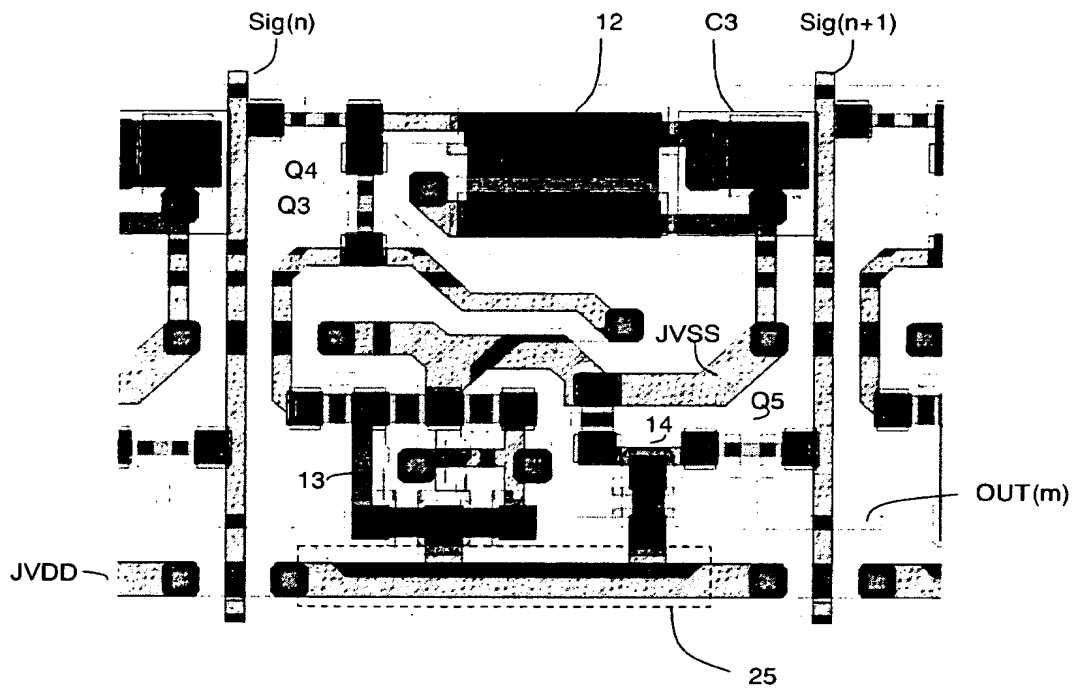 Sig(n)
12
C3
Sig(n+1)
Q4
Q3
JVSS
Q5
14
13
OUT(m)
JVDD
25